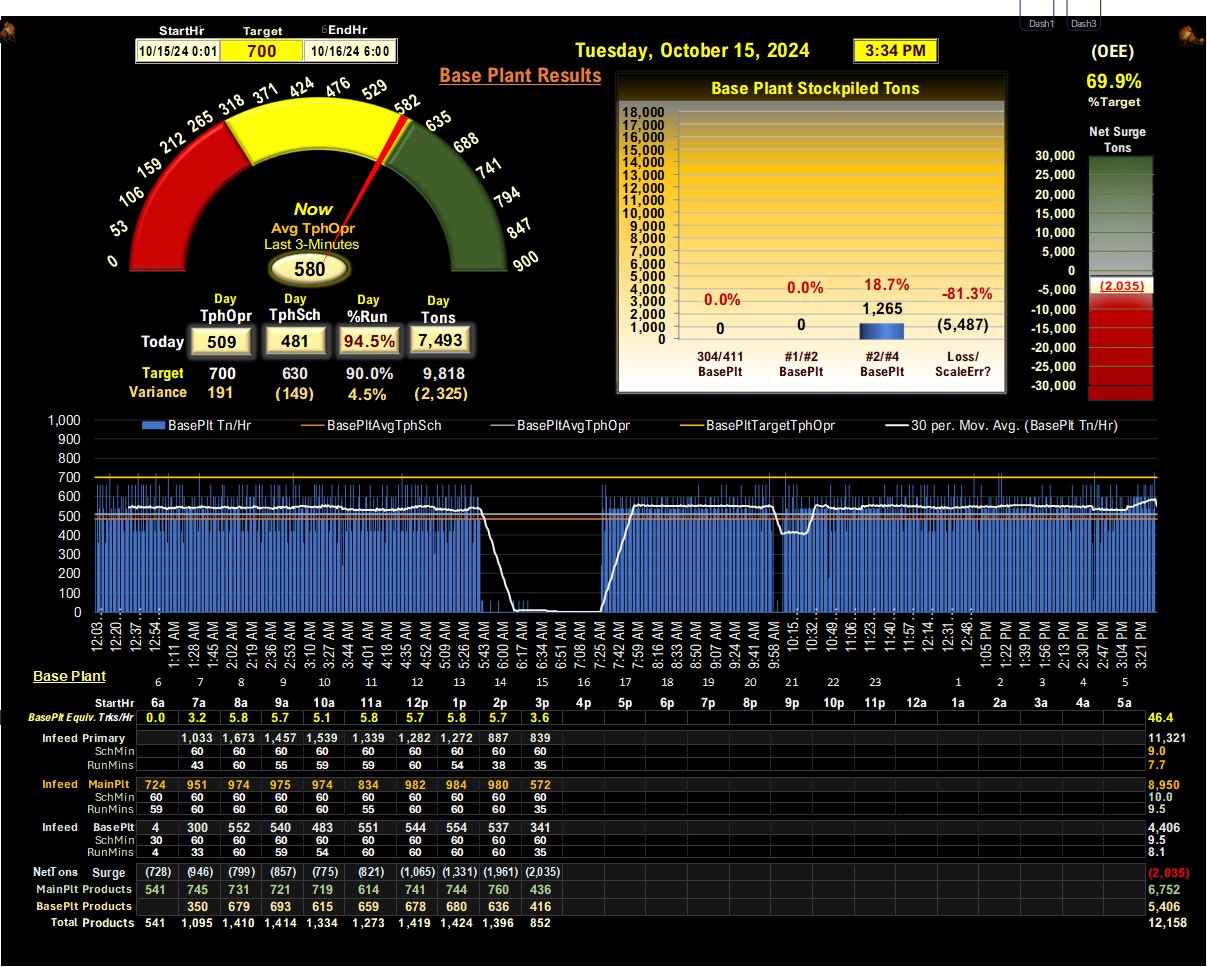 Dash1 Dash3
StartHr Target EndHr
10/15/24 0:01 700 10/16/24 6:00
Tuesday, October 15, 2024 3:34 PM
Base Plant Results
(OEE)
69.9%
%Target
Net Surge
Tons
30,000
25,000
20,000
15,000
10,000
5,000
0
-5,000
-10,000
-15,000
-20,000
-25,000
-30,000
(2,035)
0 53 106 159 212 265 318 371 424 476 529 582 635 688 741 794 847 900
Now
Avg TphOpr
Last 3-Minutes
580
Base Plant Stockpiled Tons
18,000
17,000
16,000
15,000
14,000
13,000
12,000
11,000
10,000
9,000
8,000
7,000
6,000
5,000
4,000
3,000
2,000
1,000
0
0.0% 0.0% 18.7% -81.3%
0 0 1,265 (5,487)
304/411 #1/#2 #2/#4 Loss/
BasePlt BasePlt BasePlt ScaleErr?
Day Day Day Day
TphOpr TphSch %Run Tons
Today 509 481 94.5% 7,493
Target 700 630 90.0% 9,818
Variance 191 (149) 4.5% (2,325)
BasePlt Tn/Hr BasePltAvgTphSch BasePltAvgTphOpr BasePltTargetTphOpr 30 per. Mov. Avg. (BasePlt Tn/Hr)
1,000
900
800
700
600
500
400
300
200
100
0
12:03... 12:20... 12:37... 12:54... 1:11 AM 1:28 AM 1:45 AM 2:02 AM 2:19 AM 2:36 AM 2:53 AM 3:10 AM 3:27 AM 3:44 AM 4:01 AM 4:18 AM 4:35 AM 4:52 AM 5:09 AM 5:26 AM 5:43 AM 6:00 AM 6:17 AM 6:34 AM 6:51 AM 7:08 AM 7:25 AM 7:42 AM 7:59 AM 8:16 AM 8:33 AM 8:50 AM 9:07 AM 9:24 AM 9:41 AM 9:58 AM 10:15... 10:32... 10:49... 11:06... 11:23... 11:40... 11:57... 12:14... 12:31... 12:48... 1:05 PM 1:22 PM 1:39 PM 1:56 PM 2:13 PM 2:30 PM 2:47 PM 3:04 PM 3:21 PM
Base Plant
6 7 8 9 10 11 12 13 14 15 16 17 18 19 20 21 22 23 1 2 3 4 5
StartHr 6a 7a 8a 9a 10a 11a 12p 1p 2p 3p 4p 5p 6p 7p 8p 9p 10p 11p 12p 1a 2a 3a 4a 5a
BasePlt Equiv. Trks/Hr 0.0 3.2 5.8 5.7 5.1 5.8 5.7 5.8 5.7 3.6 46.4
Infeed Primary 1,033 1,673 1,457 1,539 1,339 1,282 1,272 887 839 11,321
SchMin 60 60 60 60 60 60 60 60 60 9.0
RunMins 43 60 55 59 59 60 54 38 35 7.7
Infeed MainPlt 724 951 974 975 974 834 982 984 980 572 8,950
SchMin 60 60 60 60 60 60 60 60 60 60 10.0
RunMins 59 60 60 60 60 55 60 60 60 35 9.5
Infeed BasePlt 4 300 552 540 483 551 544 554 537 341 4,406
SchMin 30 60 60 60 60 60 60 60 60 60 9.5
RunMins 4 33 60 59 54 60 60 60 60 35 8.1
NetTons Surge (728) (946) (799) (857) (775) (821) (1,065) (1,331) (1,961) (2,035) (2,035)
MainPlt Products 541 745 731 721 719 614 741 744 760 436 6,752
BasePlt Products 350 679 693 615 659 678 680 636 416 5,406
Total Products 541 1,095 1,410 1,414 1,334 1,273 1,419 1,424 1,396 852 12,158